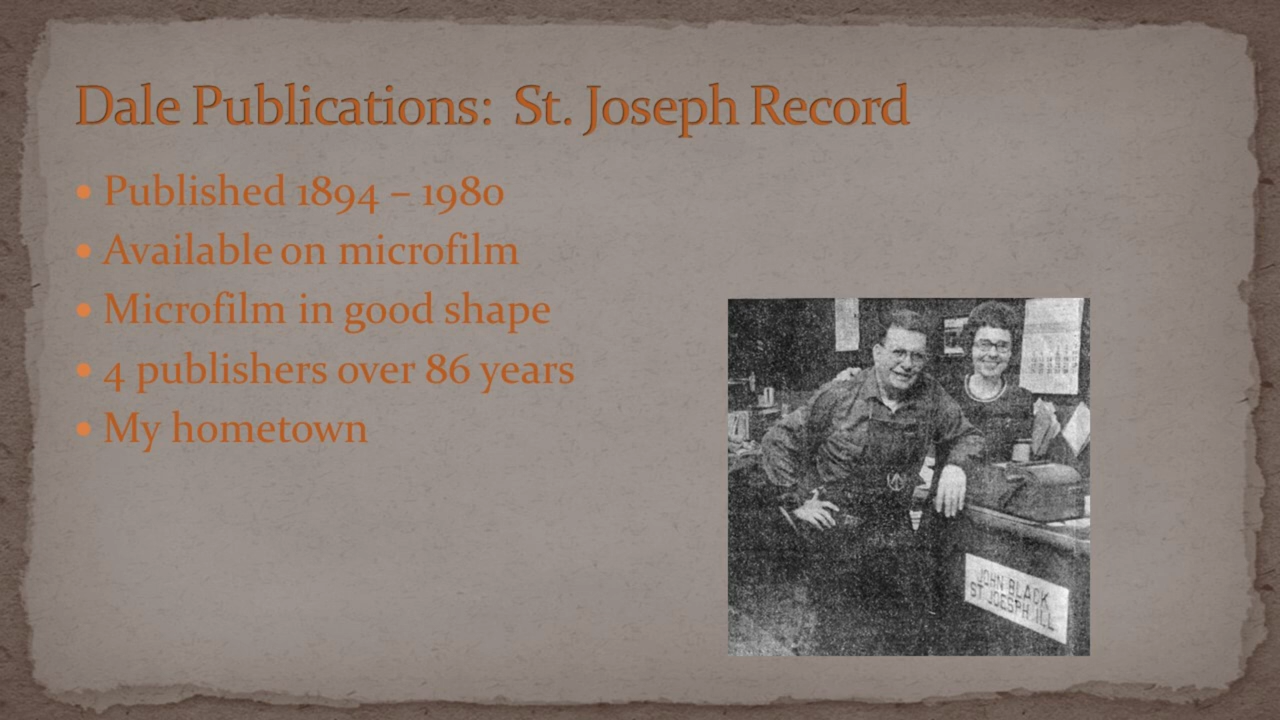 Dale Publications: St. Joseph Record
• Published 1894 – 1980
• Available on microfilm
• Microfilm in good shape
• 4 publishers over 86 years
• My hometown
JOHN BLACK
ST JOESPH ILL